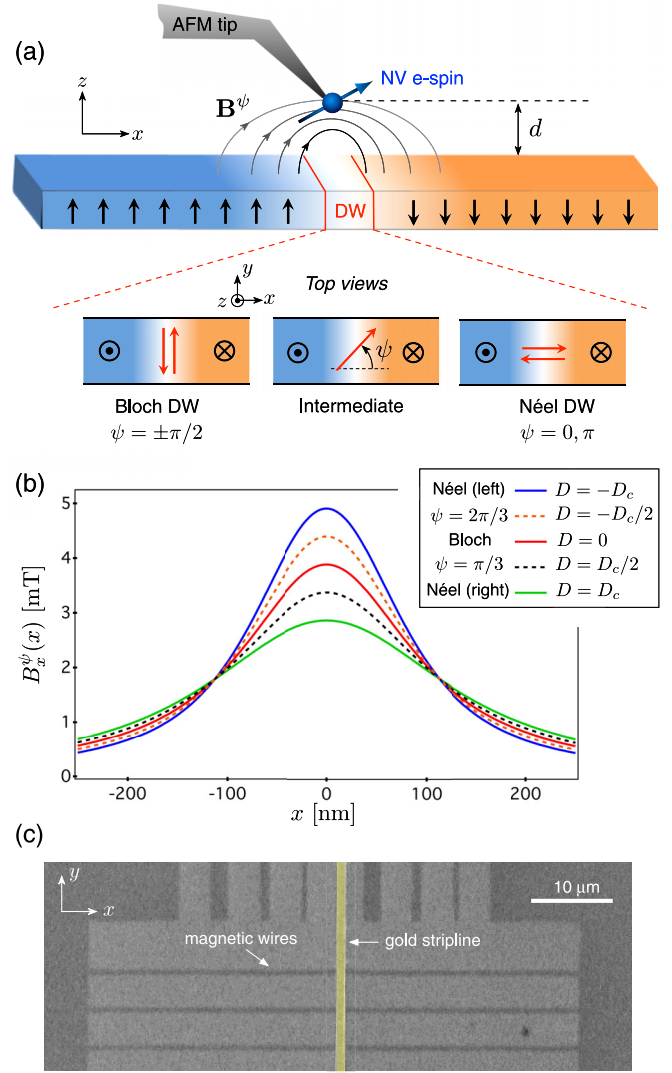 (a)
AFM tip
NV e-spin
B^ψ
z
x
d
DW
y
z x
Top views
ψ
Bloch DW
Intermediate
Néel DW
ψ = ±π/2
ψ = 0, π
(b)
Néel (left) D = −D_c
ψ = 2π/3 D = −D_c/2
Bloch D = 0
ψ = π/3 D = D_c/2
Néel (right) D = D_c
B_x^ψ(x) [mT]
5
4
3
2
1
0
-200 -100 0 100 200
x [nm]
(c)
y
x
10 μm
magnetic wires
gold stripline